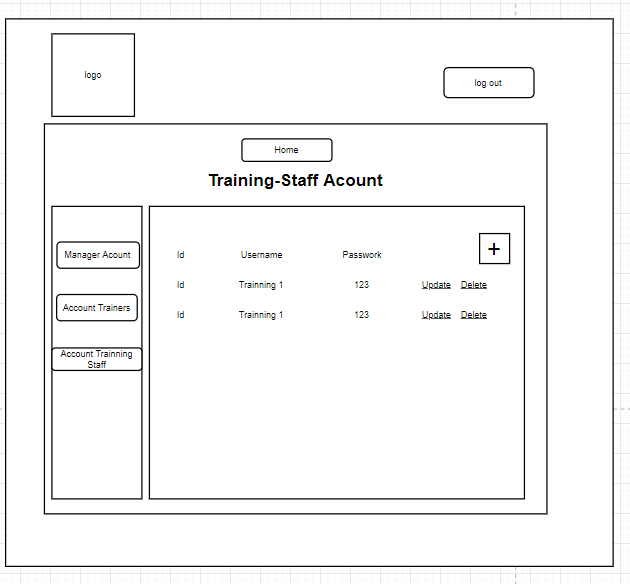 logo
log out
Home
Training-Staff Acount
Manager Acount
Account Trainers
Account Trainning
Staff
Id Username Passwork +
Id Trainning 1 123 Update Delete
Id Trainning 1 123 Update Delete